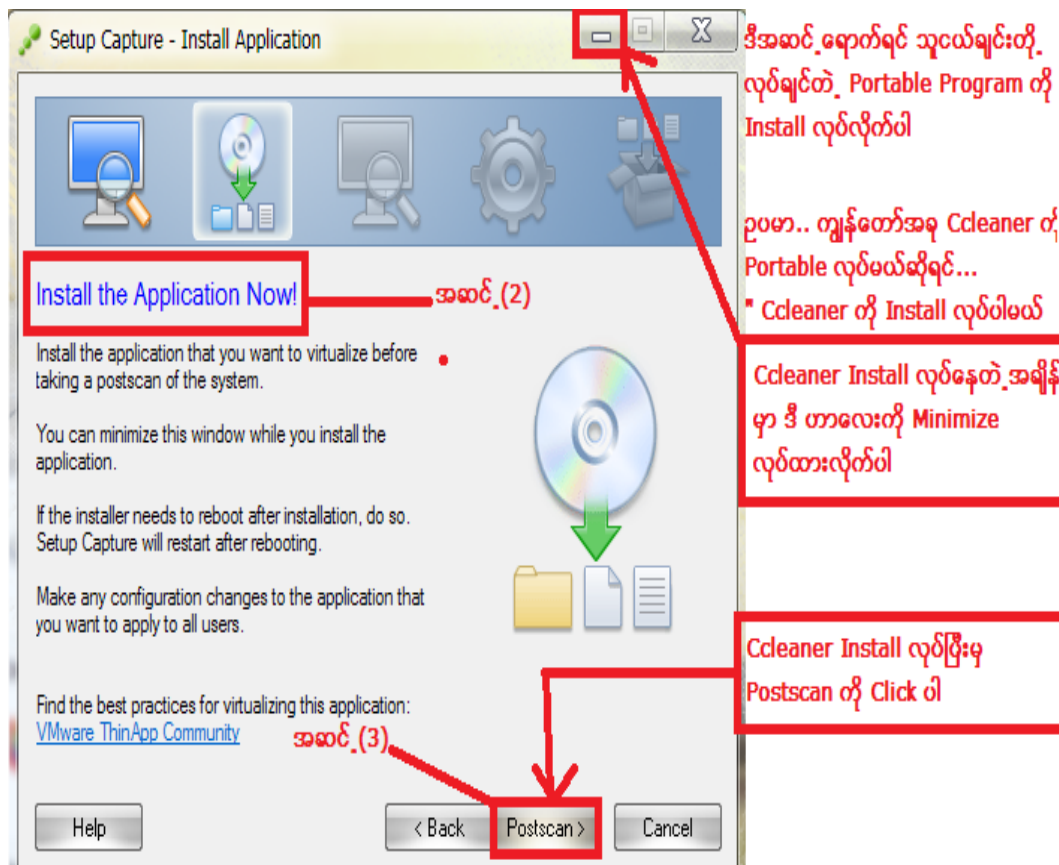 Setup Capture - Install Application
Install the Application Now!
အဆင့်(2)
Install the application that you want to virtualize before
taking a postscan of the system.
You can minimize this window while you install the
application.
If the installer needs to reboot after installation, do so.
Setup Capture will restart after rebooting.
Make any configuration changes to the application that
you want to apply to all users.
Find the best practices for virtualizing this application:
VMware ThinApp Community
အဆင့်(3)
Help
< Back
Postscan >
Cancel
ဒီအဆင့်ရောက်ရင် သူငယ်ချင်းတို့
လုပ်ချင်တဲ့ Portable Program ကို
Install လုပ်လိုက်ပါ
ဥပမာ.. ကျွန်တော်အခု Ccleaner ကို
Portable လုပ်မယ်ဆိုရင်...
" Ccleaner ကို Install လုပ်ပါမယ်
Ccleaner Install လုပ်နေတဲ့အချိန်
မှာ ဒီ ဟာလေးကို Minimize
လုပ်ထားလိုက်ပါ
Ccleaner Install လုပ်ပြီးမှ
Postscan ကို Click ပါ